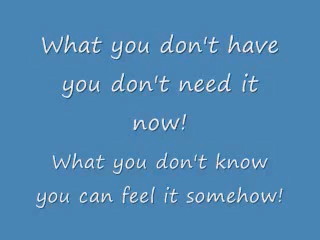 What you don't have
you don't need it
now!
What you don't know
you can feel it somehow!